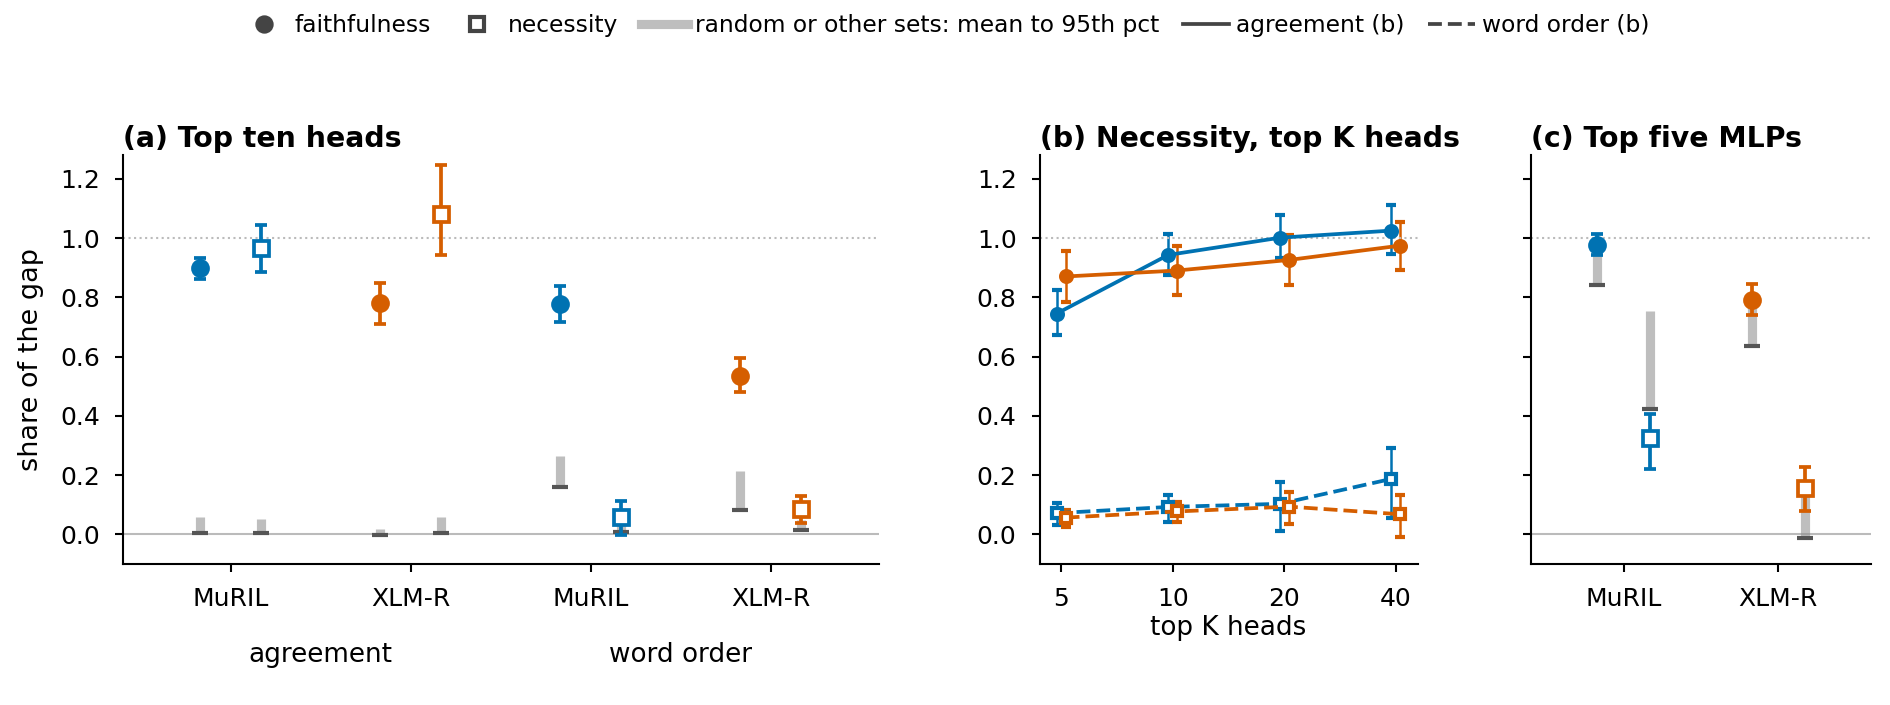 faithfulness necessity random or other sets: mean to 95th pct agreement (b) word order (b)
(a) Top ten heads
share of the gap
1.2
1.0
0.8
0.6
0.4
0.2
0.0
MuRIL XLM-R MuRIL XLM-R
agreement word order
(b) Necessity, top K heads
1.2
1.0
0.8
0.6
0.4
0.2
0.0
5 10 20 40
top K heads
(c) Top five MLPs
MuRIL XLM-R